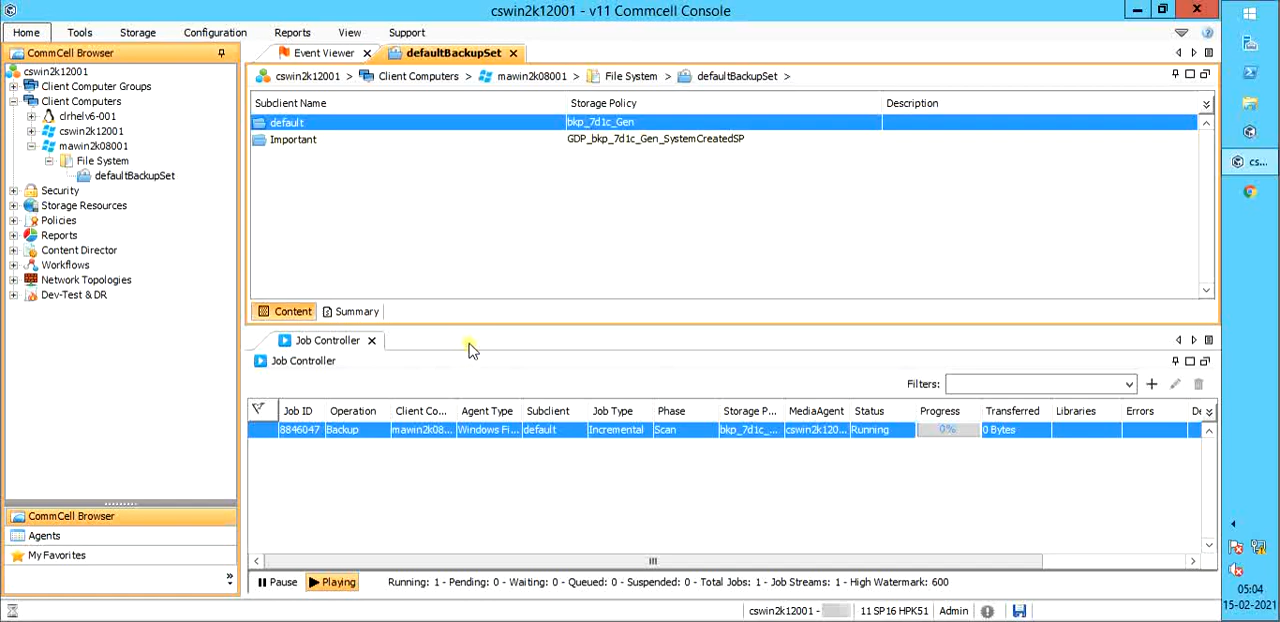 cswin2k12001 - v11 Commcell Console
Home Tools Storage Configuration Reports View Support
CommCell Browser
cswin2k12001
Client Computer Groups
Client Computers
clrhelv6-001
cswin2k12001
mawin2k08001
File System
defaultBackupSet
Security
Storage Resources
Policies
Reports
Content Director
Workflows
Network Topologies
Dev-Test & DR
CommCell Browser
Agents
My Favorites
Event Viewer defaultBackupSet
cswin2k12001 > Client Computers > mawin2k08001 > File System > defaultBackupSet >
Subclient Name Storage Policy Description
default bkp_7d1c_Gen
Important GDP_bkp_7d1c_Gen_SystemCreatedSP
Content Summary
Job Controller
Job Controller
Filters:
Job ID Operation Client Co... Agent Type Subclient Job Type Phase Storage P... MediaAgent Status Progress Transferred Libraries Errors De
8846047 Backup mawin2k08... Windows Fi... default Incremental Scan bkp_7d1c_... cswin2k120... Running 0% 0 Bytes
Pause Playing Running: 1 - Pending: 0 - Waiting: 0 - Queued: 0 - Suspended: 0 - Total Jobs: 1 - Job Streams: 1 - High Watermark: 600
cswin2k12001 - 11 SP16 HPK51 Admin
cs...
05:04
15-02-2021